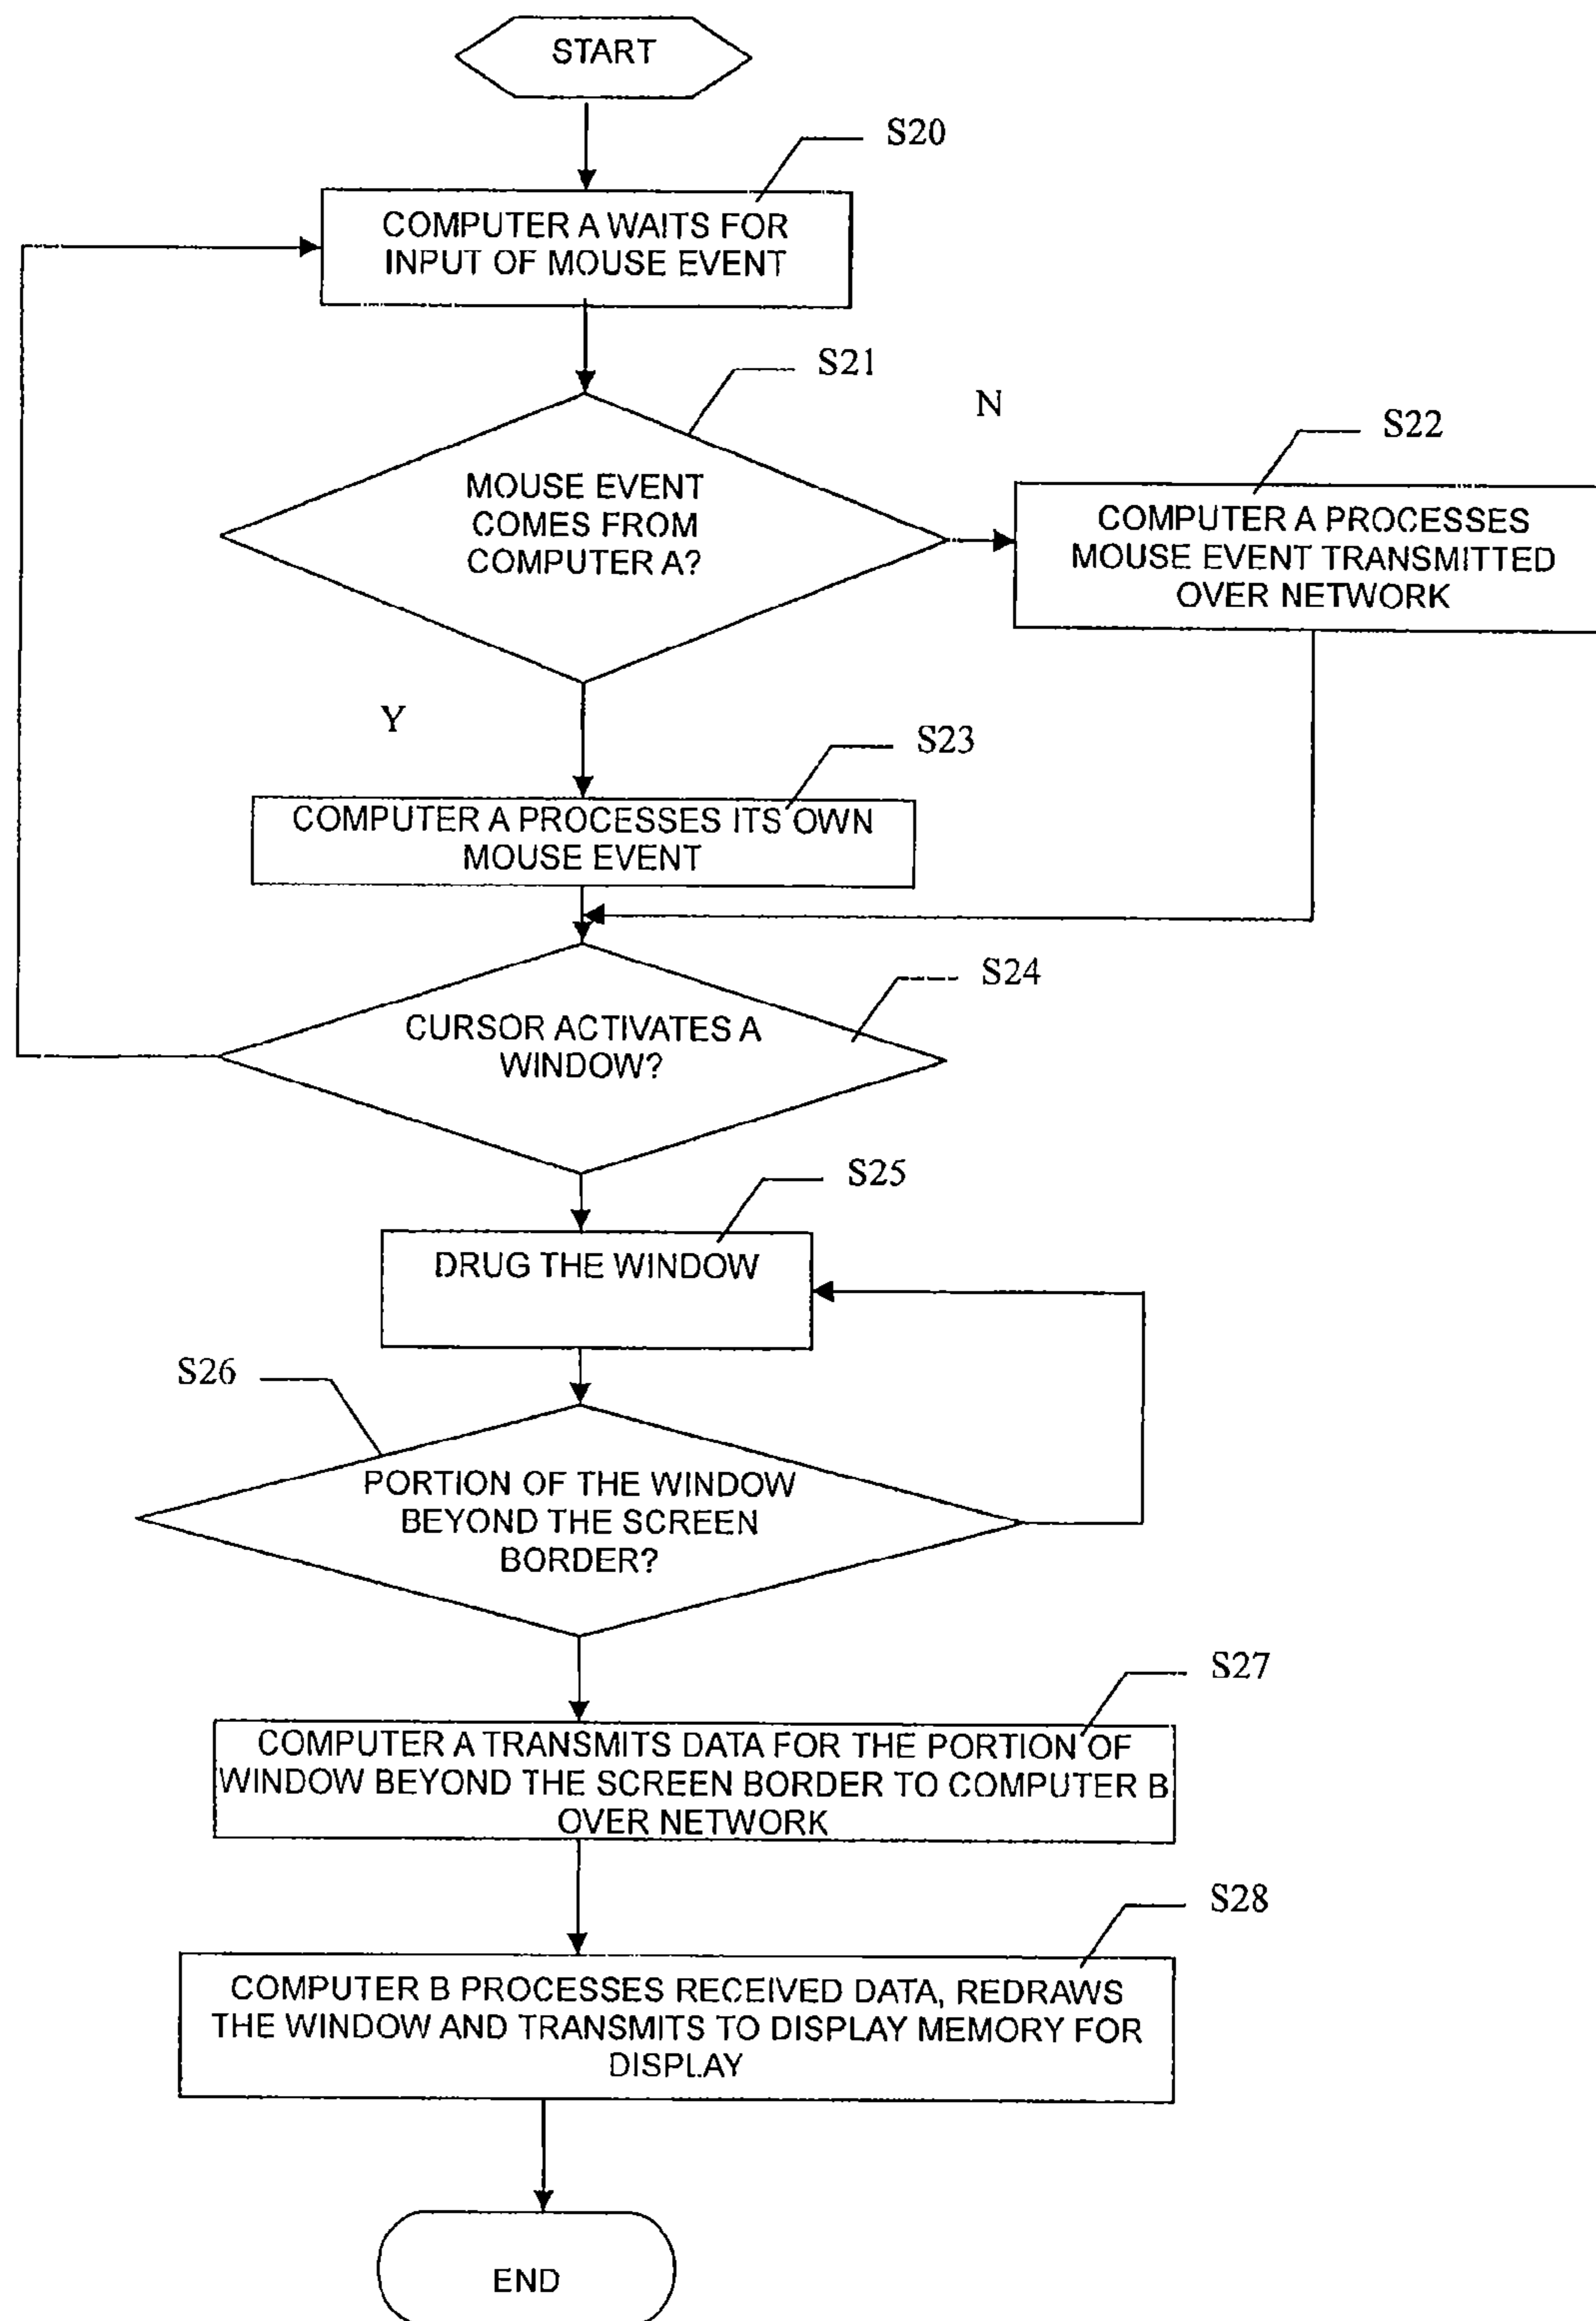 START
S20
COMPUTER A WAITS FOR
INPUT OF MOUSE EVENT
S21
N
S22
MOUSE EVENT
COMES FROM
COMPUTER A?
COMPUTER A PROCESSES
MOUSE EVENT TRANSMITTED
OVER NETWORK
Y
S23
COMPUTER A PROCESSES ITS OWN
MOUSE EVENT
S24
CURSOR ACTIVATES A
WINDOW?
S25
DRUG THE WINDOW
S26
PORTION OF THE WINDOW
BEYOND THE SCREEN
BORDER?
S27
COMPUTER A TRANSMITS DATA FOR THE PORTION OF
WINDOW BEYOND THE SCREEN BORDER TO COMPUTER B
OVER NETWORK
S28
COMPUTER B PROCESSES RECEIVED DATA, REDRAWS
THE WINDOW AND TRANSMITS TO DISPLAY MEMORY FOR
DISPLAY
END